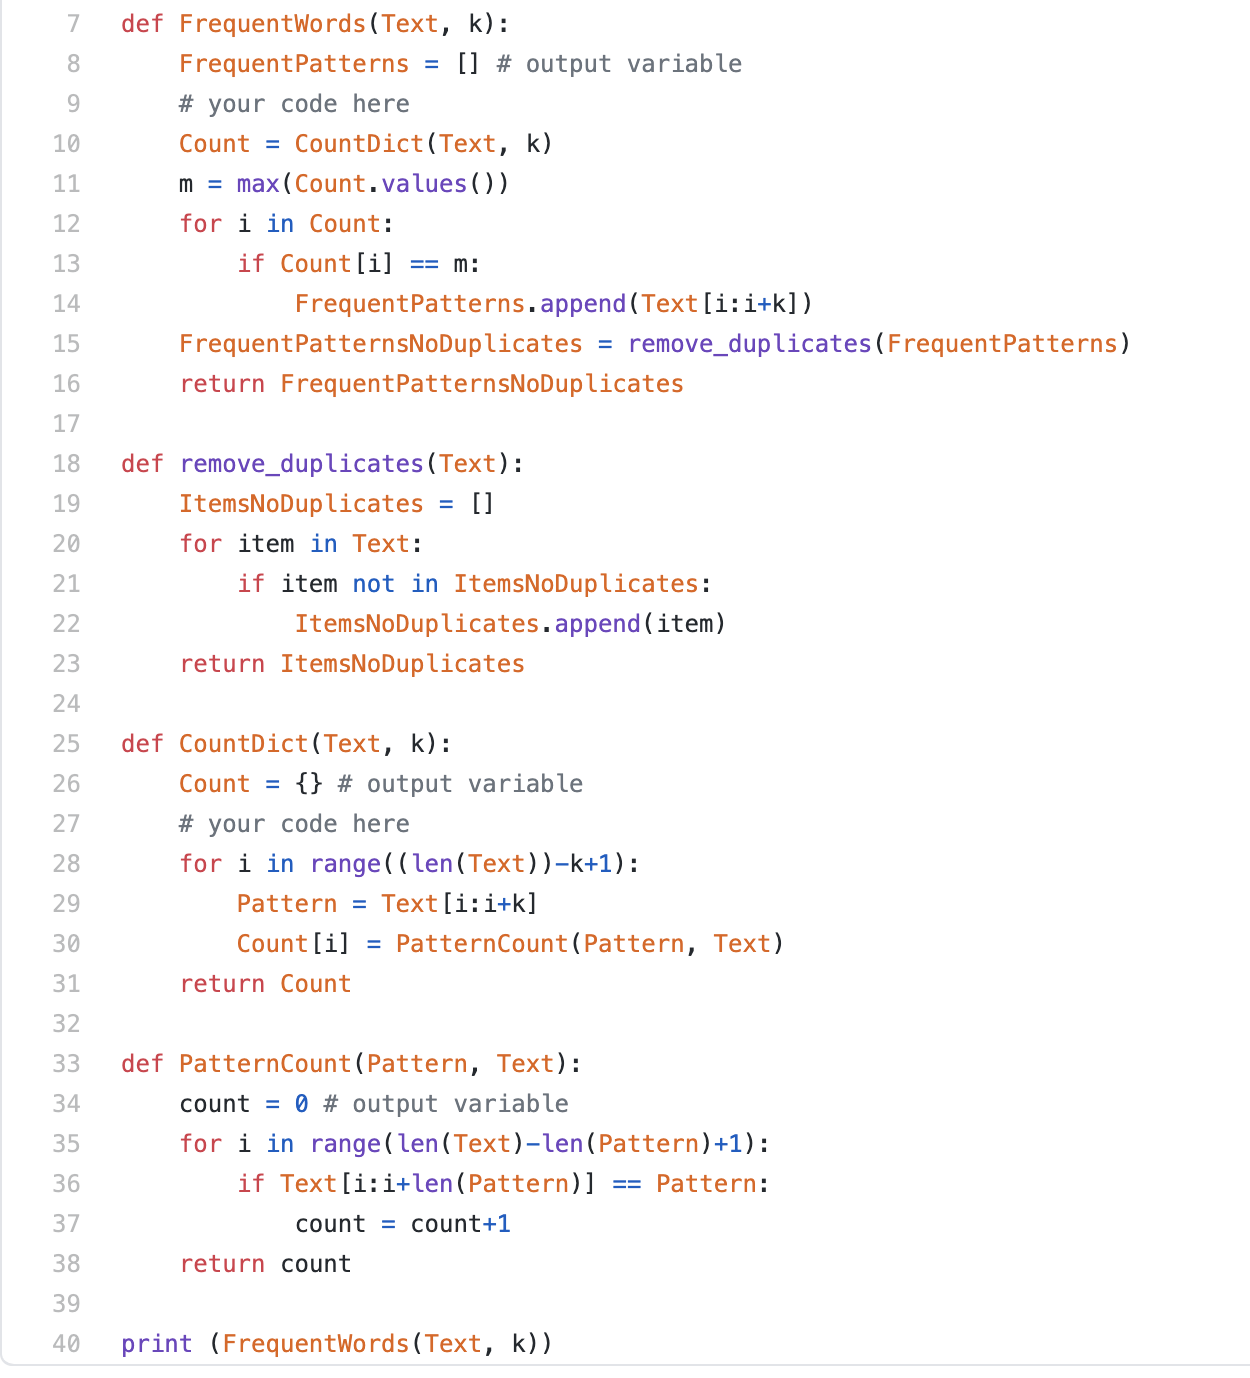 7 def FrequentWords(Text, k):
8     FrequentPatterns = [] # output variable
9     # your code here
10     Count = CountDict(Text, k)
11     m = max(Count.values())
12     for i in Count:
13         if Count[i] == m:
14             FrequentPatterns.append(Text[i:i+k])
15     FrequentPatternsNoDuplicates = remove_duplicates(FrequentPatterns)
16     return FrequentPatternsNoDuplicates
17
18 def remove_duplicates(Text):
19     ItemsNoDuplicates = []
20     for item in Text:
21         if item not in ItemsNoDuplicates:
22             ItemsNoDuplicates.append(item)
23     return ItemsNoDuplicates
24
25 def CountDict(Text, k):
26     Count = {} # output variable
27     # your code here
28     for i in range((len(Text))-k+1):
29         Pattern = Text[i:i+k]
30         Count[i] = PatternCount(Pattern, Text)
31     return Count
32
33 def PatternCount(Pattern, Text):
34     count = 0 # output variable
35     for i in range(len(Text)-len(Pattern)+1):
36         if Text[i:i+len(Pattern)] == Pattern:
37             count = count+1
38     return count
39
40 print (FrequentWords(Text, k))